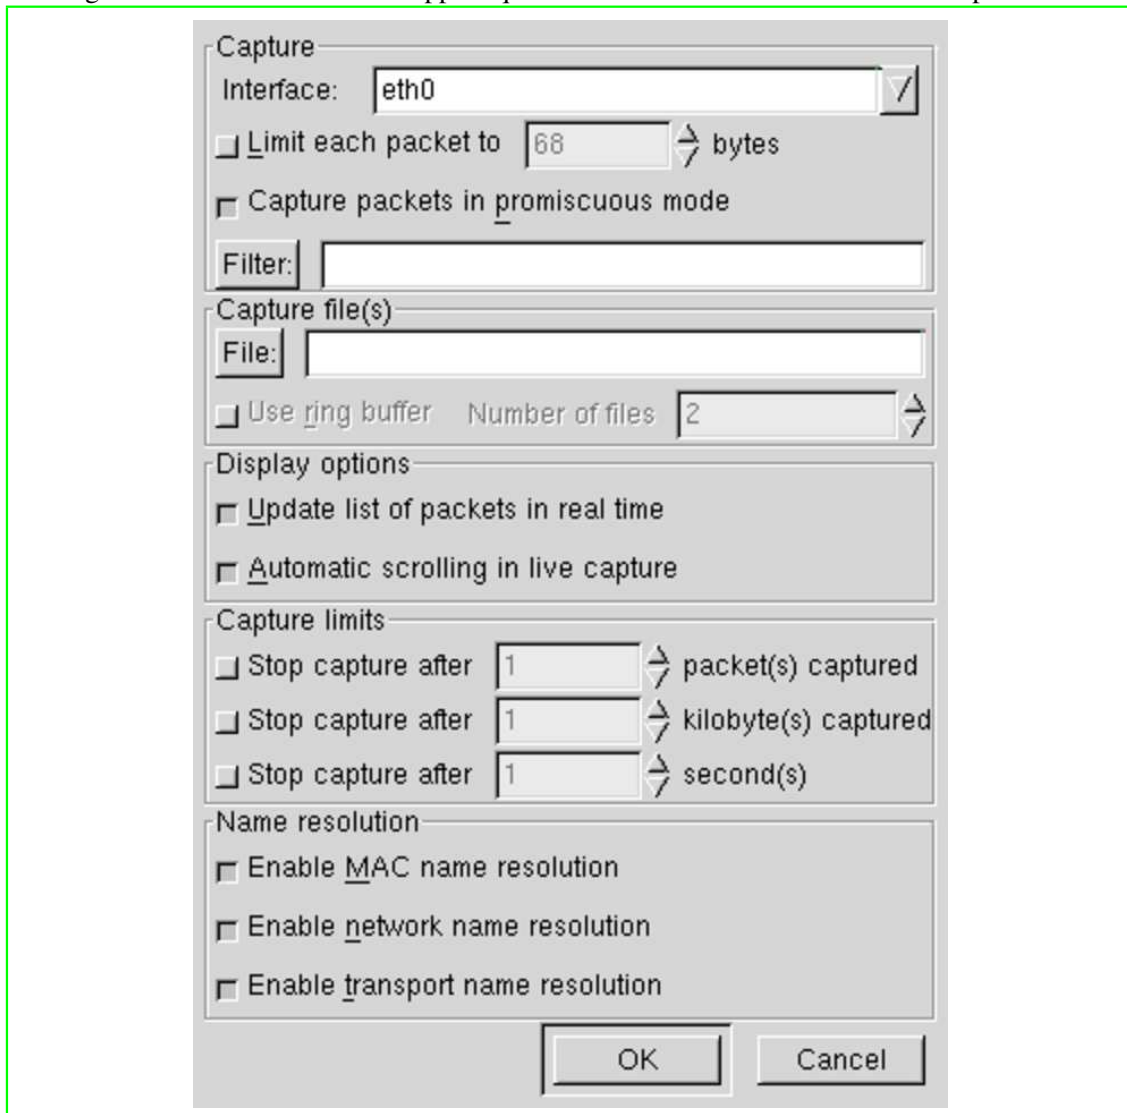 Capture
Interface: eth0
Limit each packet to 68 bytes
Capture packets in promiscuous mode
Filter:
Capture file(s)
File:
Use ring buffer Number of files 2
Display options
Update list of packets in real time
Automatic scrolling in live capture
Capture limits
Stop capture after 1 packet(s) captured
Stop capture after 1 kilobyte(s) captured
Stop capture after 1 second(s)
Name resolution
Enable MAC name resolution
Enable network name resolution
Enable transport name resolution
OK Cancel